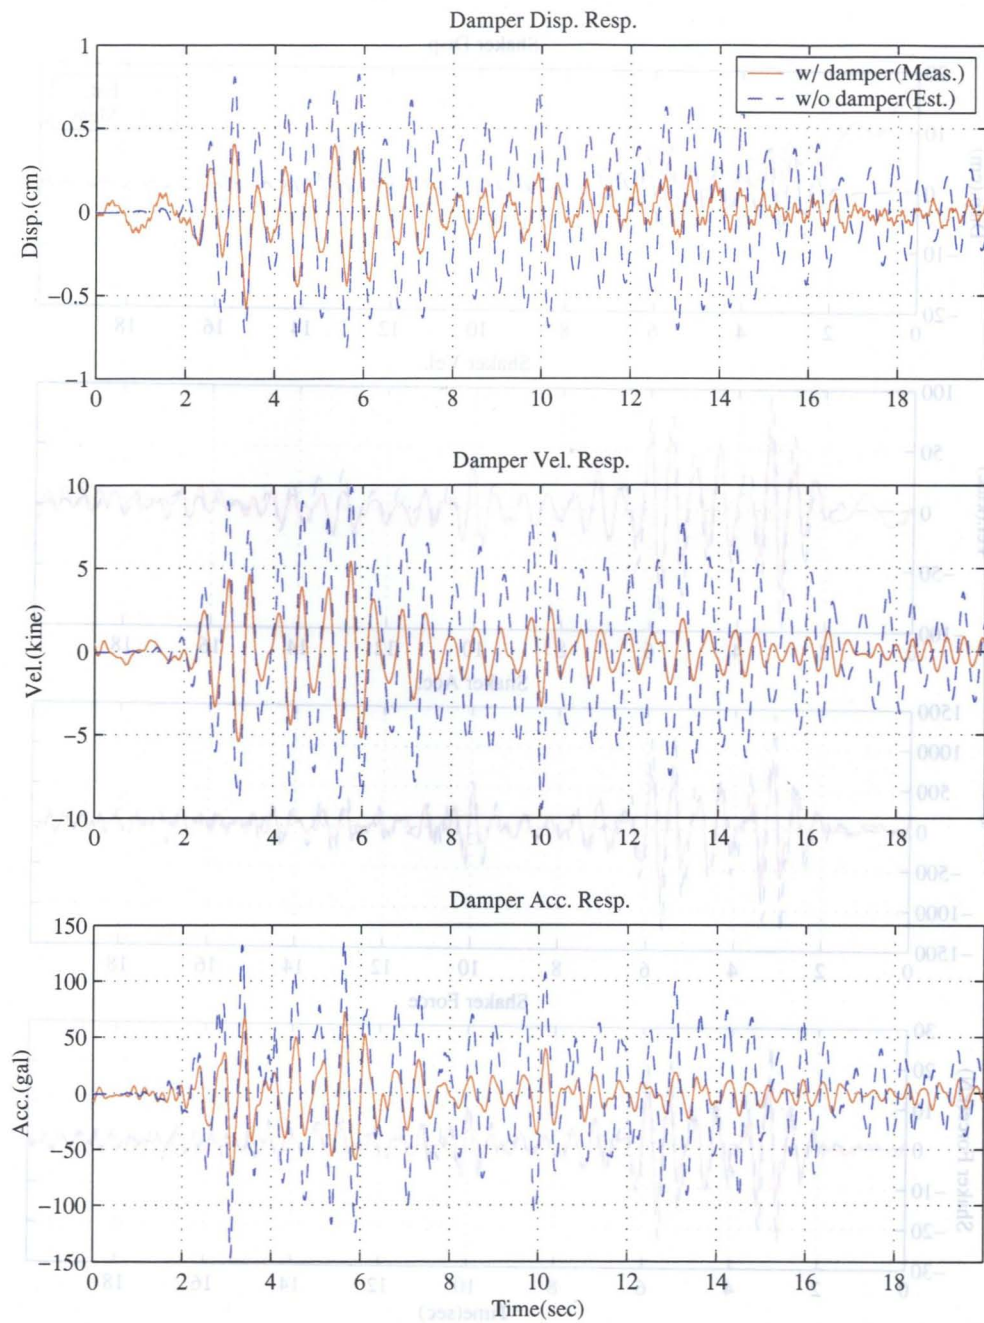 Damper Disp. Resp.
w/ damper(Meas.)
w/o damper(Est.)
Disp.(cm)
1
0.5
0
−0.5
−1
0 2 4 6 8 10 12 14 16 18
Damper Vel. Resp.
Vel.(kine)
10
5
0
−5
−10
0 2 4 6 8 10 12 14 16 18
Damper Acc. Resp.
Acc.(gal)
150
100
50
0
−50
−100
−150
0 2 4 6 8 10 12 14 16 18
Time(sec)